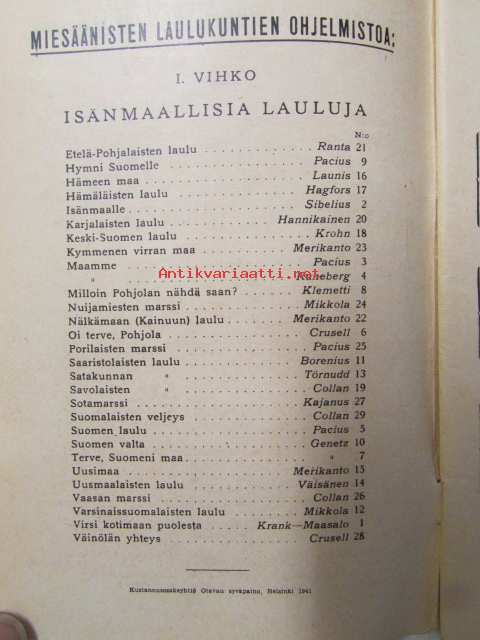 MIESÄÄNISTEN LAULUKUNTIEN OHJELMISTOA:
I. VIHKO
ISÄNMAALLISIA LAULUJA
N:o
Etelä-Pohjalaisten laulu . . . . . . . . . . . . Ranta 21
Hymni Suomelle . . . . . . . . . . . . Pacius 9
Hämeen maa . . . . . . . . . . . . Launis 16
Hämäläisten laulu . . . . . . . . . . . . Hagfors 17
Isänmaalle . . . . . . . . . . . . Sibelius 2
Karjalaisten laulu . . . . . . . . . . . . Hannikainen 20
Keski-Suomen laulu . . . . . . . . . . . . Krohn 18
Kymmenen virran maa . . . . . . . . . . . . Merikanto 23
Maamme . . . . . . . . . . . . Pacius 3
" . . . . . . . . . . . . 4
Antikvariaatti.net
Milloin Pohjolan nähdä saan? . . . . . . . . . . . . Klemetti 8
Nuijamiesten marssi . . . . . . . . . . . . Mikkola 24
Nälkämaan (Kainuun) laulu . . . . . . . . . . . . Merikanto 22
Oi terve, Pohjola . . . . . . . . . . . . Crusell 6
Porilaisten marssi . . . . . . . . . . . . Pacius 25
Saaristolaisten laulu . . . . . . . . . . . . Borenius 11
Satakunnan " . . . . . . . . . . . . Törnudd 13
Savolaisten " . . . . . . . . . . . . Collan 19
Sotamarssi . . . . . . . . . . . . Kajanus 27
Suomalaisten veljeys . . . . . . . . . . . . Collan 29
Suomen laulu . . . . . . . . . . . . Pacius 5
Suomen valta . . . . . . . . . . . . Genetz 10
Terve, Suomeni maa . . . . . . . . . . . . " 7
Uusimaa . . . . . . . . . . . . Merikanto 15
Uusmaalaisten laulu . . . . . . . . . . . . Väisänen 14
Vaasan marssi . . . . . . . . . . . . Collan 26
Varsinaissuomalaisten laulu . . . . . . . . . . . . Mikkola 12
Virsi kotimaan puolesta . . . . . Krank—Maasalo 1
Väinölän yhteys . . . . . . . . . . . . Crusell 28
Kustannusosakeyhtiö Otavan syväpaino, Helsinki 1941